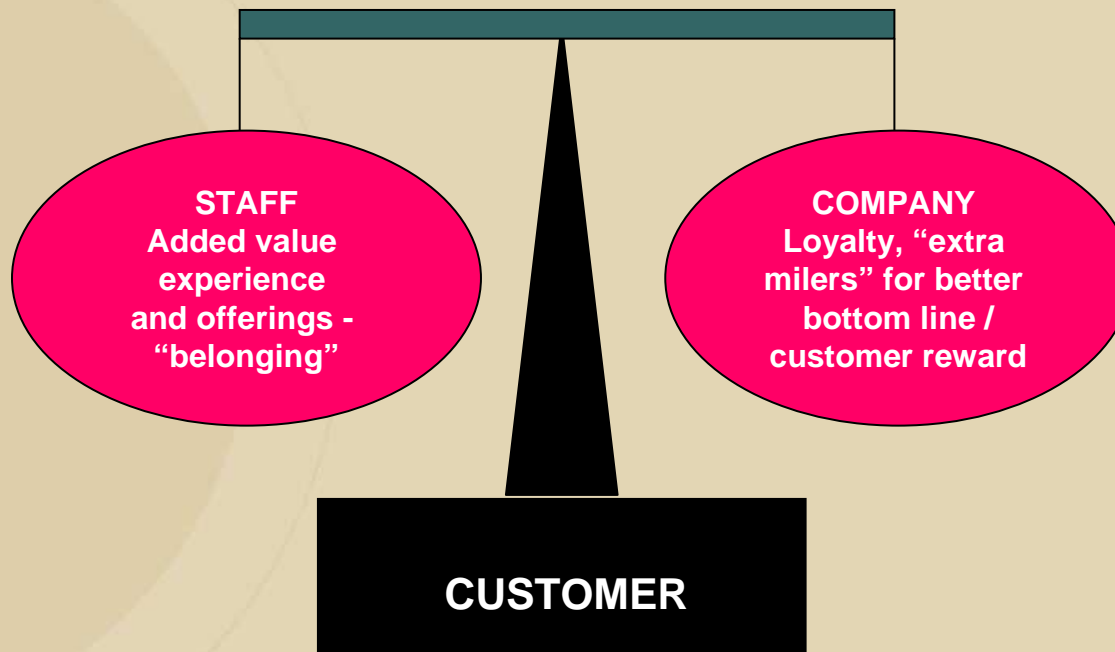 STAFF
Added value
experience
and offerings -
“belonging”
COMPANY
Loyalty, “extra
milers” for better
bottom line /
customer reward
CUSTOMER